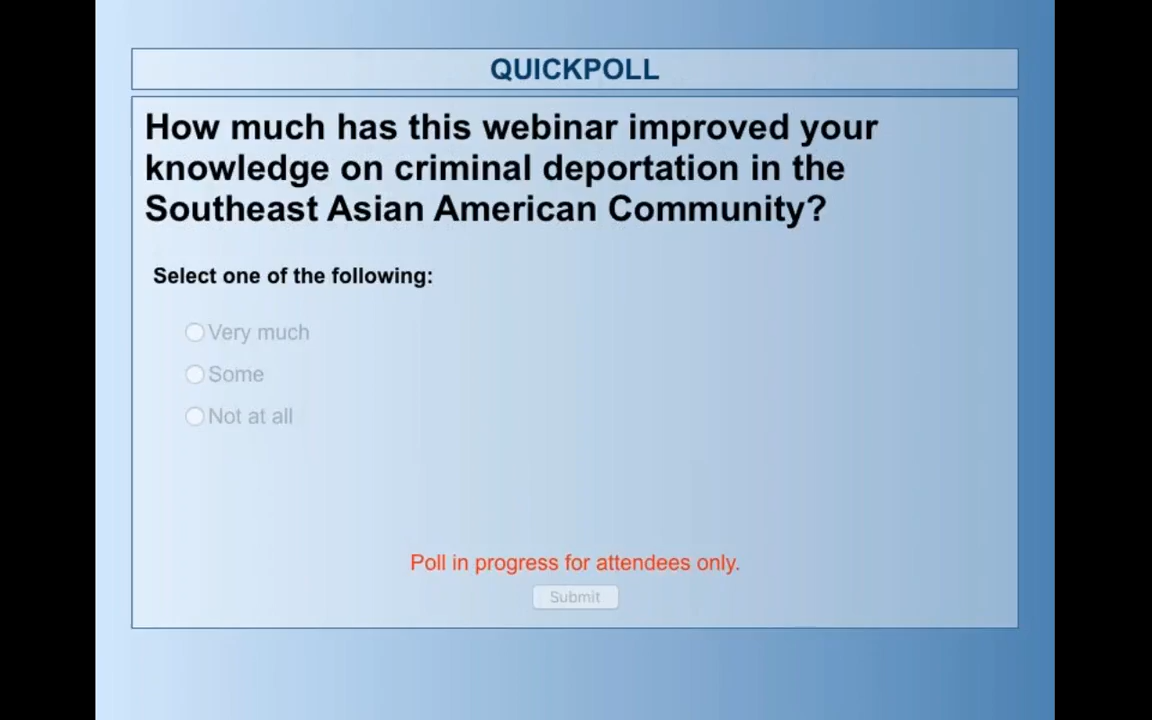 QUICKPOLL
How much has this webinar improved your
knowledge on criminal deportation in the
Southeast Asian American Community?
Select one of the following:
Very much
Some
Not at all
Poll in progress for attendees only.
Submit